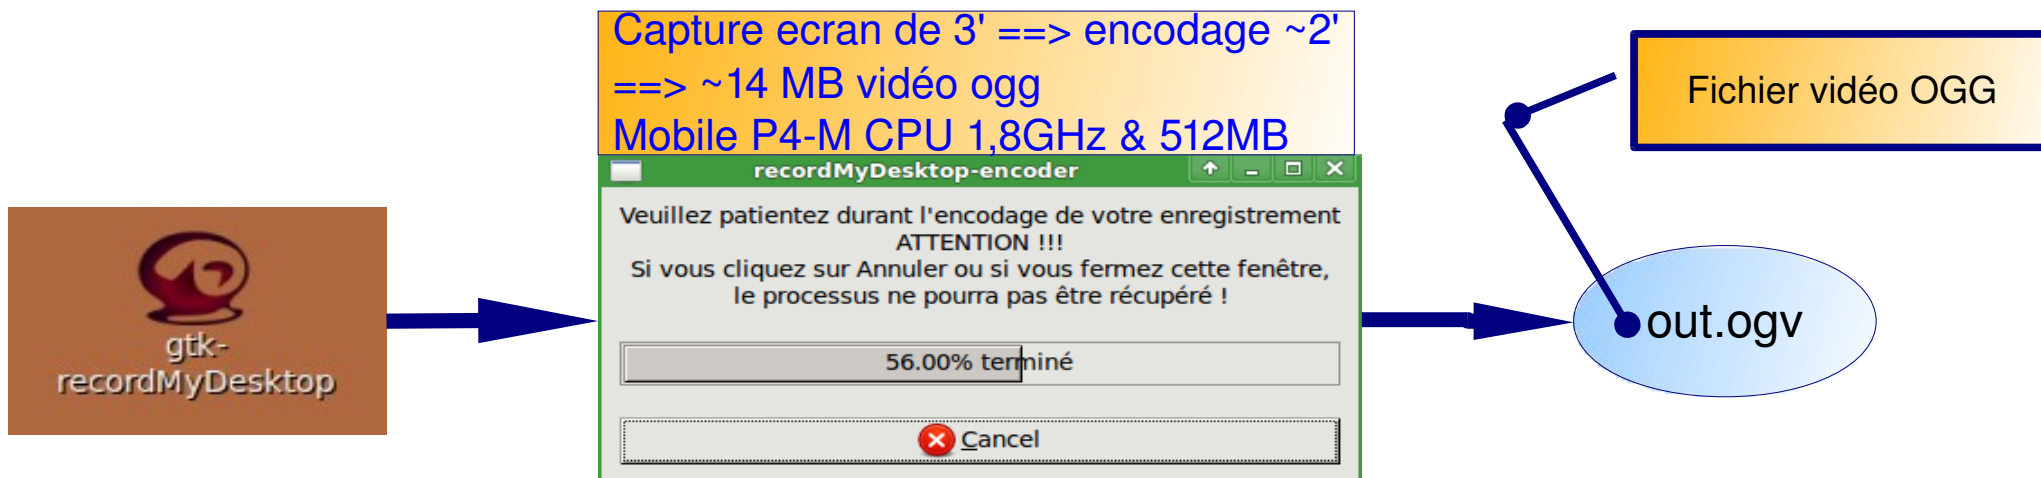 Capture ecran de 3' ==> encodage ~2'
==> ~14 MB vidéo ogg
Mobile P4-M CPU 1,8GHz & 512MB
Fichier vidéo OGG
recordMyDesktop-encoder
Veuillez patientez durant l'encodage de votre enregistrement
ATTENTION !!!
Si vous cliquez sur Annuler ou si vous fermez cette fenêtre,
le processus ne pourra pas être récupéré !
gtk-
recordMyDesktop
56.00% terminé
Cancel
out.ogv